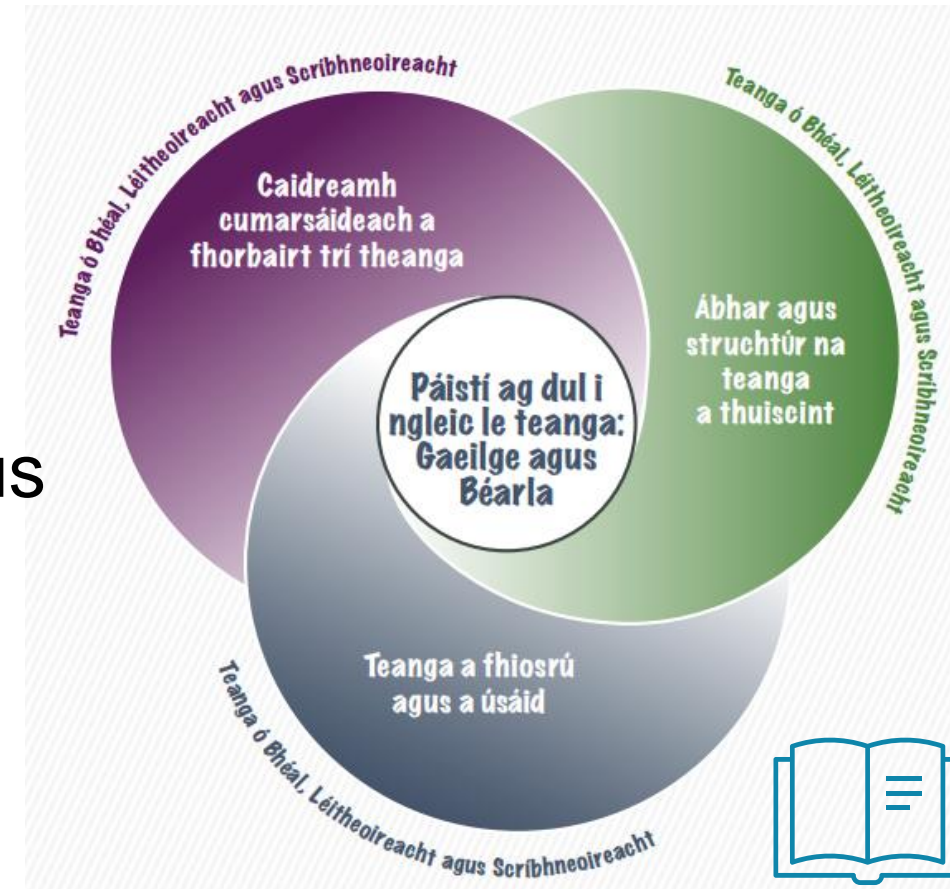 Teanga ó Bhéal, Léitheoireacht agus Scríbhneoireacht
Caidreamh
cumarsáideach a
fhorbairt trí theanga
Teanga ó Bhéal, Léitheoireacht agus Scríbhneoireacht
Ábhar agus
struchtúr na
teanga
a thuiscint
Páistí ag dul i
ngleic le teanga:
Gaeilge agus
Béarla
Teanga a fhiosrú
agus a úsáid
Teanga ó Bhéal, Léitheoireacht agus Scríbhneoireacht